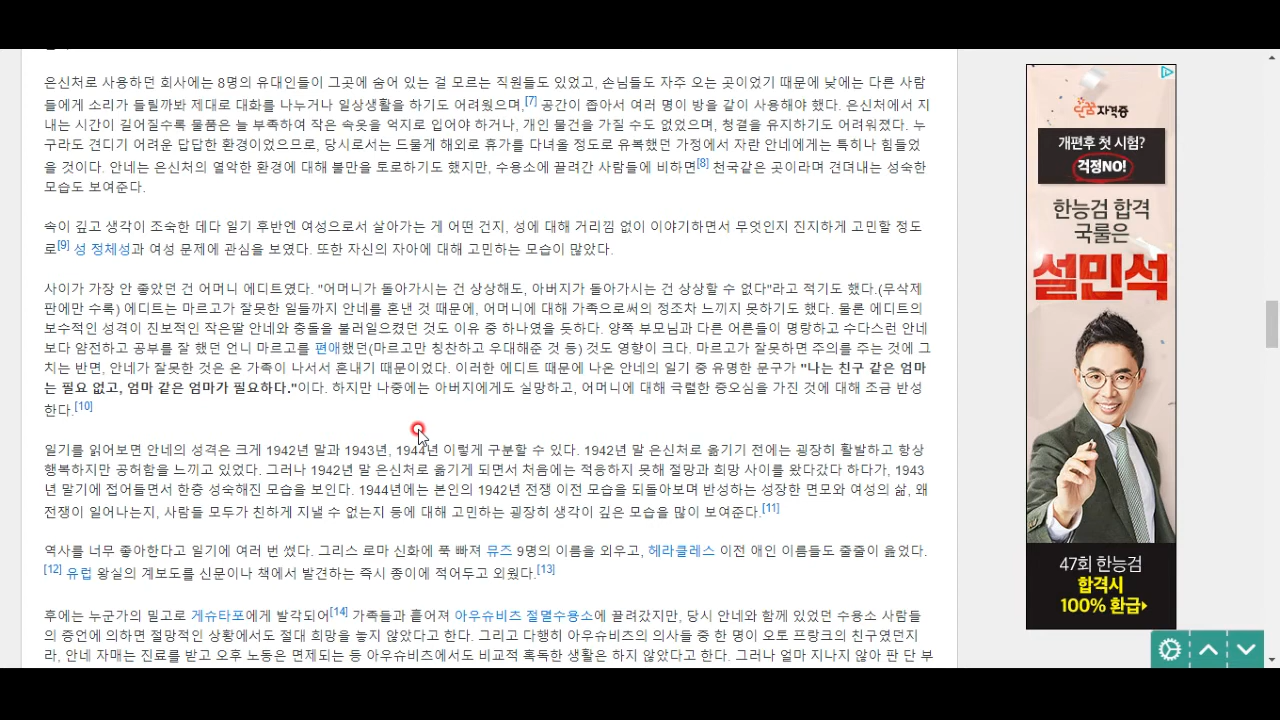 은신처로 사용하던 회사에는 8명의 유대인들이 그곳에 숨어 있는 걸 모르는 직원들도 있었고, 손님들도 자주 오는 곳이었기 때문에 낮에는 다른 사람
들에게 소리가 들릴까봐 제대로 대화를 나누거나 일상생활을 하기도 어려웠으며,[7] 공간이 좁아서 여러 명이 방을 같이 사용해야 했다. 은신처에서 지
내는 시간이 길어질수록 물품은 늘 부족하여 작은 속옷을 억지로 입어야 하거나, 개인 물건을 가질 수도 없었으며, 청결을 유지하기도 어려워졌다. 누
구라도 견디기 어려운 답답한 환경이었으므로, 당시로서는 드물게 해외로 휴가를 다녀올 정도로 유복했던 가정에서 자란 안네에게는 특히나 힘들었
을 것이다. 안네는 은신처의 열악한 환경에 대해 불만을 토로하기도 했지만, 수용소에 끌려간 사람들에 비하면[8] 천국같은 곳이라며 견뎌내는 성숙한
모습도 보여준다.
속이 깊고 생각이 조숙한 데다 일기 후반엔 여성으로서 살아가는 게 어떤 건지, 성에 대해 거리낌 없이 이야기하면서 무엇인지 진지하게 고민할 정도
로[9] 성 정체성과 여성 문제에 관심을 보였다. 또한 자신의 자아에 대해 고민하는 모습이 많았다.
사이가 가장 안 좋았던 건 어머니 에디트였다. "어머니가 돌아가시는 건 상상해도, 아버지가 돌아가시는 건 상상할 수 없다"라고 적기도 했다.(무삭제
판에만 수록) 에디트는 마르고가 잘못한 일들까지 안네를 혼낸 것 때문에, 어머니에 대해 가족으로써의 정조차 느끼지 못하기도 했다. 물론 에디트의
보수적인 성격이 진보적인 작은딸 안네와 충돌을 불러일으켰던 것도 이유 중 하나였을 듯하다. 양쪽 부모님과 다른 어른들이 명랑하고 수다스런 안네
보다 얌전하고 공부를 잘 했던 언니 마르고를 편애했던(마르고만 칭찬하고 우대해준 것 등) 것도 영향이 크다. 마르고가 잘못하면 주의를 주는 것에 그
치는 반면, 안네가 잘못한 것은 온 가족이 나서서 혼내기 때문이었다. 이러한 에디트 때문에 나온 안네의 일기 중 유명한 문구가 "나는 친구 같은 엄마
는 필요 없고, 엄마 같은 엄마가 필요하다."이다. 하지만 나중에는 아버지에게도 실망하고, 어머니에 대해 극렬한 증오심을 가진 것에 대해 조금 반성
한다.[10]
일기를 읽어보면 안네의 성격은 크게 1942년 말과 1943년, 1944년 이렇게 구분할 수 있다. 1942년 말 은신처로 옮기기 전에는 굉장히 활발하고 항상
행복하지만 공허함을 느끼고 있었다. 그러나 1942년 말 은신처로 옮기게 되면서 처음에는 적응하지 못해 절망과 희망 사이를 왔다갔다 하다가, 1943
년 말기에 접어들면서 한층 성숙해진 모습을 보인다. 1944년에는 본인의 1942년 전쟁 이전 모습을 되돌아보며 반성하는 성장한 면모와 여성의 삶, 왜
전쟁이 일어나는지, 사람들 모두가 친하게 지낼 수 없는지 등에 대해 고민하는 굉장히 생각이 깊은 모습을 많이 보여준다.[11]
역사를 너무 좋아한다고 일기에 여러 번 썼다. 그리스 로마 신화에 푹 빠져 뮤즈 9명의 이름을 외우고, 헤라클레스 이전 애인 이름들도 줄줄이 읊었다.
[12] 유럽 왕실의 계보도를 신문이나 책에서 발견하는 즉시 종이에 적어두고 외웠다.[13]
후에는 누군가의 밀고로 게슈타포에게 발각되어[14] 가족들과 흩어져 아우슈비츠 절멸수용소에 끌려갔지만, 당시 안네와 함께 있었던 수용소 사람들
의 증언에 의하면 절망적인 상황에서도 절대 희망을 놓지 않았다고 한다. 그리고 다행히 아우슈비츠의 의사들 중 한 명이 오토 프랑크의 친구였던지
라, 안네 자매는 진료를 받고 오후 노동은 면제되는 등 아우슈비츠에서도 비교적 혹독한 생활은 하지 않았다고 한다. 그러나 얼마 지나지 않아 판 단 부
단꿈자격증
개편후 첫 시험?
걱정NO!
한능검 합격
국룰은
설민석
47회 한능검
합격시
100% 환급